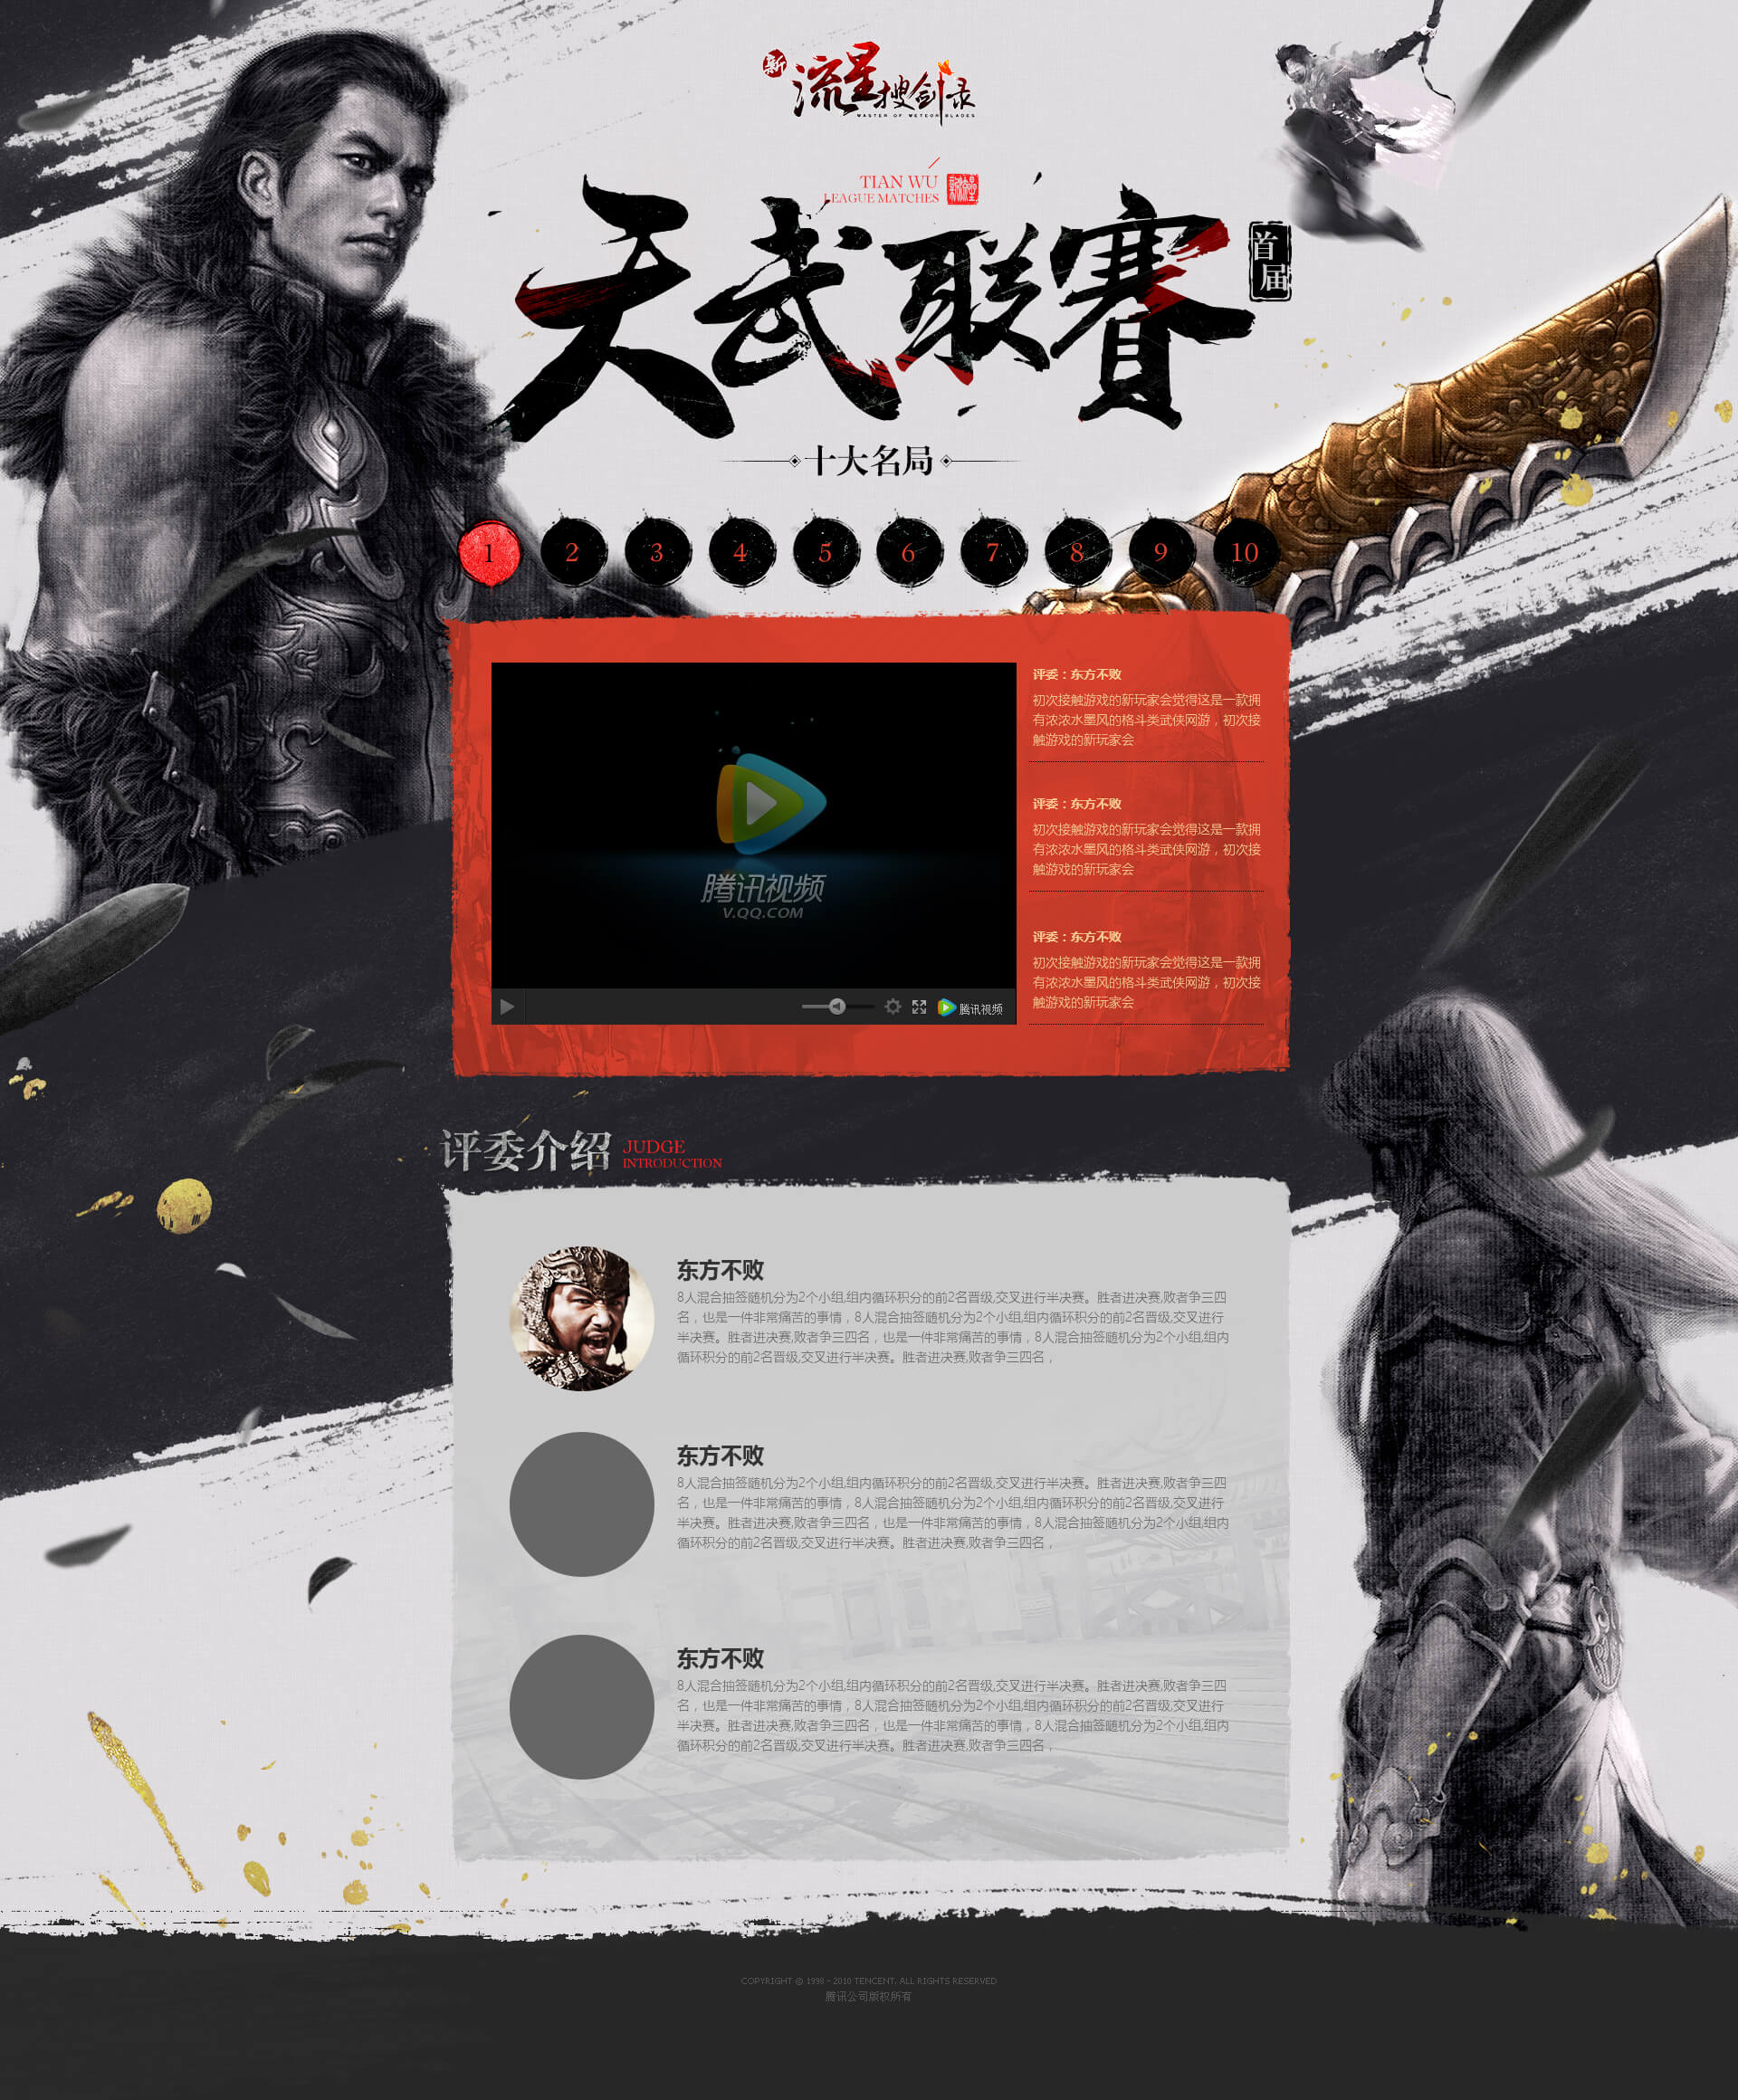 新
流星搜剑录
MASTER OF METEOR BLADES
TIAN WU
LEAGUE MATCHES
天武联赛
首届
十大名局
1 2 3 4 5 6 7 8 9 10
评委：东方不败
初次接触游戏的新玩家会觉得这是一款拥
有浓浓水墨风的格斗类武侠网游，初次接
触游戏的新玩家会
评委：东方不败
初次接触游戏的新玩家会觉得这是一款拥
有浓浓水墨风的格斗类武侠网游，初次接
触游戏的新玩家会
评委：东方不败
初次接触游戏的新玩家会觉得这是一款拥
有浓浓水墨风的格斗类武侠网游，初次接
触游戏的新玩家会
腾讯视频
V.QQ.COM
腾讯视频
评委介绍
JUDGE
INTRODUCTION
东方不败
8人混合抽签随机分为2个小组,组内循环积分的前2名晋级,交叉进行半决赛。胜者进决赛,败者争三四
名，也是一件非常痛苦的事情，8人混合抽签随机分为2个小组,组内循环积分的前2名晋级,交叉进行
半决赛。胜者进决赛,败者争三四名，也是一件非常痛苦的事情，8人混合抽签随机分为2个小组,组内
循环积分的前2名晋级,交叉进行半决赛。胜者进决赛,败者争三四名，
东方不败
8人混合抽签随机分为2个小组,组内循环积分的前2名晋级,交叉进行半决赛。胜者进决赛,败者争三四
名，也是一件非常痛苦的事情，8人混合抽签随机分为2个小组,组内循环积分的前2名晋级,交叉进行
半决赛。胜者进决赛,败者争三四名，也是一件非常痛苦的事情，8人混合抽签随机分为2个小组,组内
循环积分的前2名晋级,交叉进行半决赛。胜者进决赛,败者争三四名，
东方不败
8人混合抽签随机分为2个小组,组内循环积分的前2名晋级,交叉进行半决赛。胜者进决赛,败者争三四
名，也是一件非常痛苦的事情，8人混合抽签随机分为2个小组,组内循环积分的前2名晋级,交叉进行
半决赛。胜者进决赛,败者争三四名，也是一件非常痛苦的事情，8人混合抽签随机分为2个小组,组内
循环积分的前2名晋级,交叉进行半决赛。胜者进决赛,败者争三四名，
COPYRIGHT © 1998 - 2010 TENCENT. ALL RIGHTS RESERVED
腾讯公司版权所有